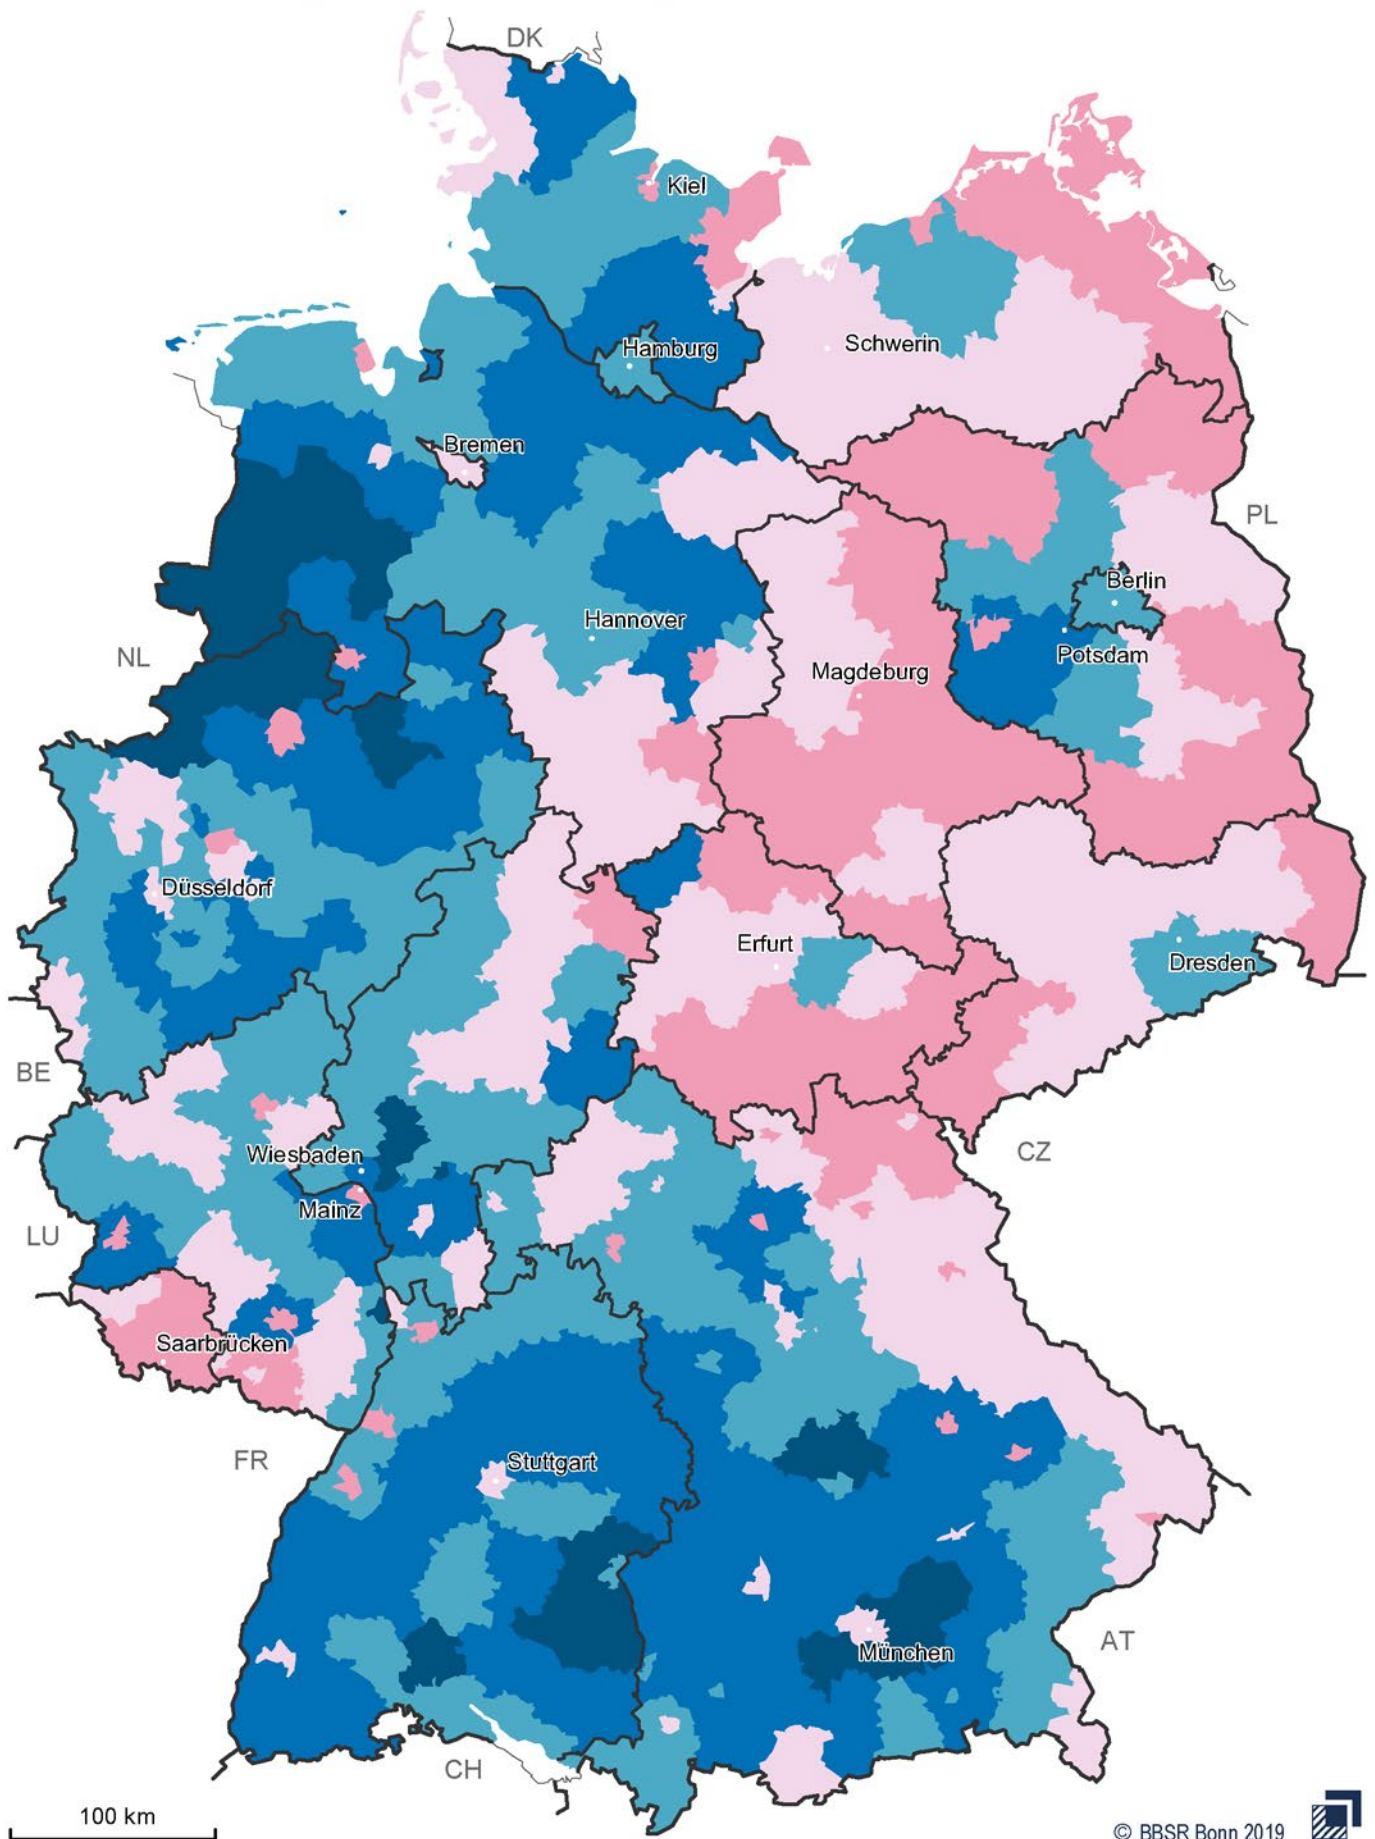 DK
Kiel
Hamburg
Schwerin
Bremen
PL
Berlin
Hannover
NL
Potsdam
Magdeburg
Düsseldorf
Erfurt
Dresden
BE
CZ
Wiesbaden
Mainz
LU
Saarbrücken
FR
Stuttgart
AT
München
CH
100 km
© BBSR Bonn 2019